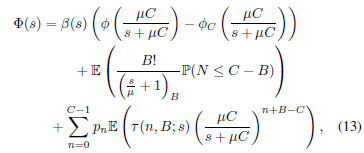 Φ(s) = β(s) ( φ ( μC / (s + μC) ) − φ_C ( μC / (s + μC) ) )
+ 𝔼 ( B! / (s/μ + 1)_B ℙ(N ≤ C − B) )
+ ∑_{n=0}^{C−1} p_n 𝔼 ( τ(n, B; s) ( μC / (s + μC) )^{n+B−C} ) , (13)